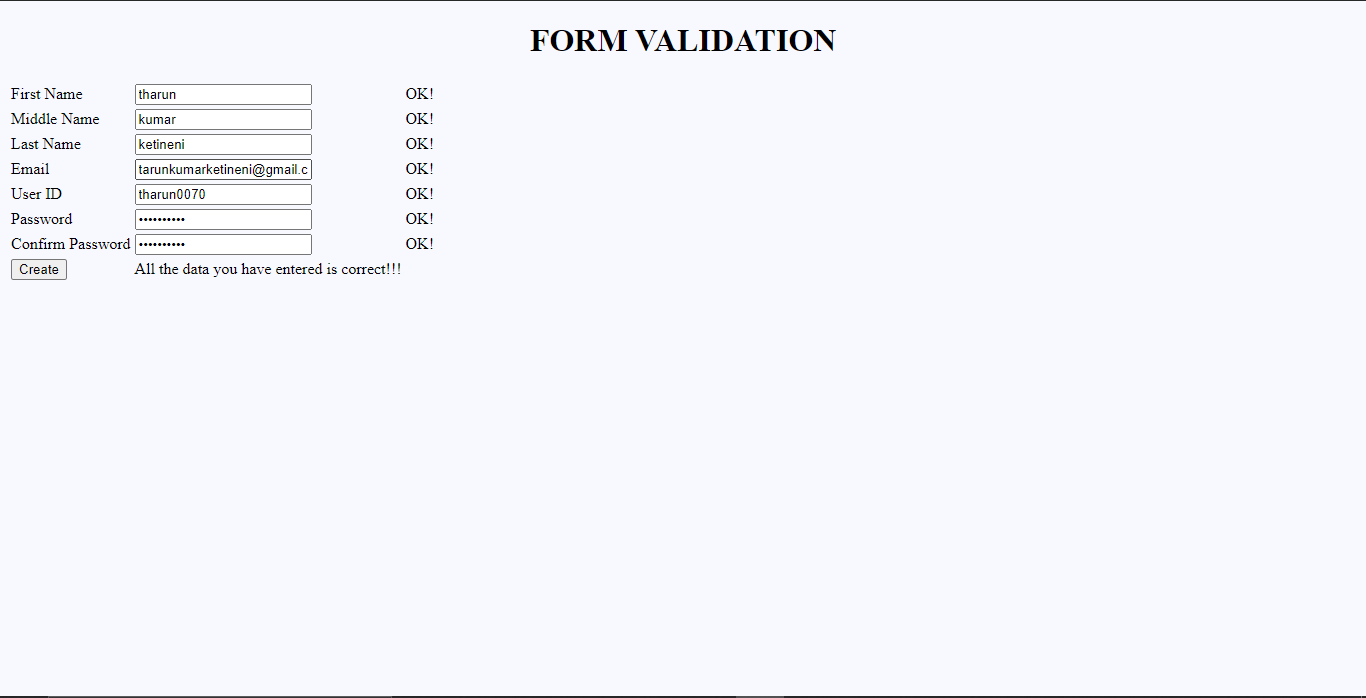 FORM VALIDATION
First Name tharun OK!
Middle Name kumar OK!
Last Name ketineni OK!
Email tarunkumarketineni@gmail.c OK!
User ID tharun0070 OK!
Password •••••••••• OK!
Confirm Password •••••••••• OK!
Create All the data you have entered is correct!!!